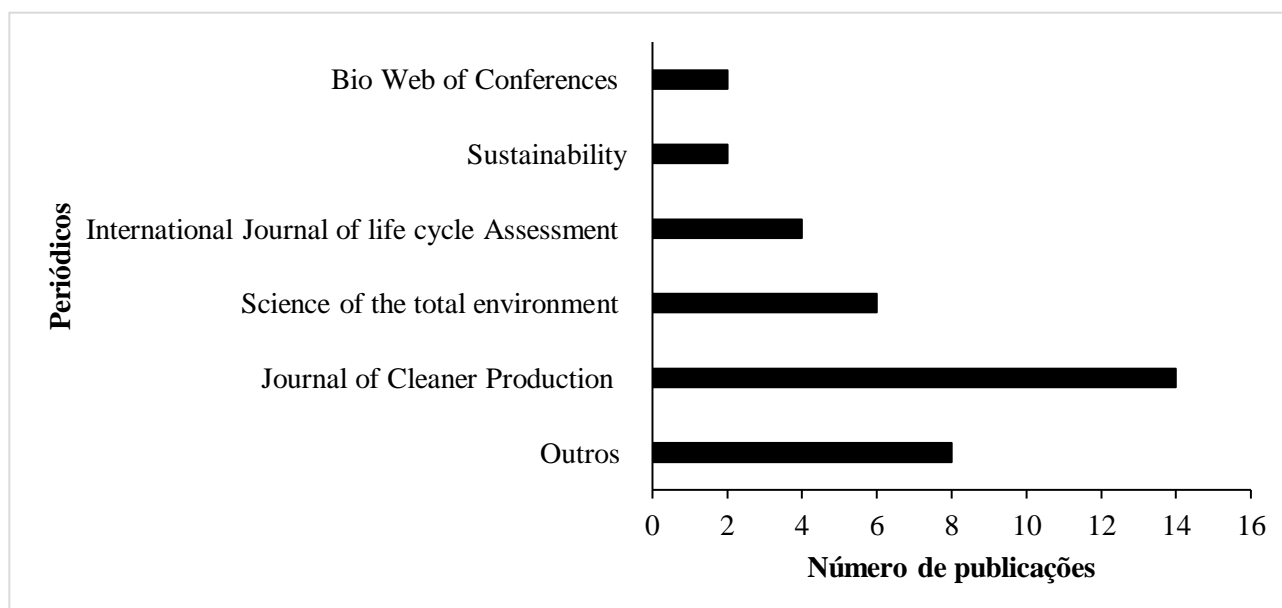 Periódicos
Bio Web of Conferences
Sustainability
International Journal of life cycle Assessment
Science of the total environment
Journal of Cleaner Production
Outros
0 2 4 6 8 10 12 14 16
Número de publicações